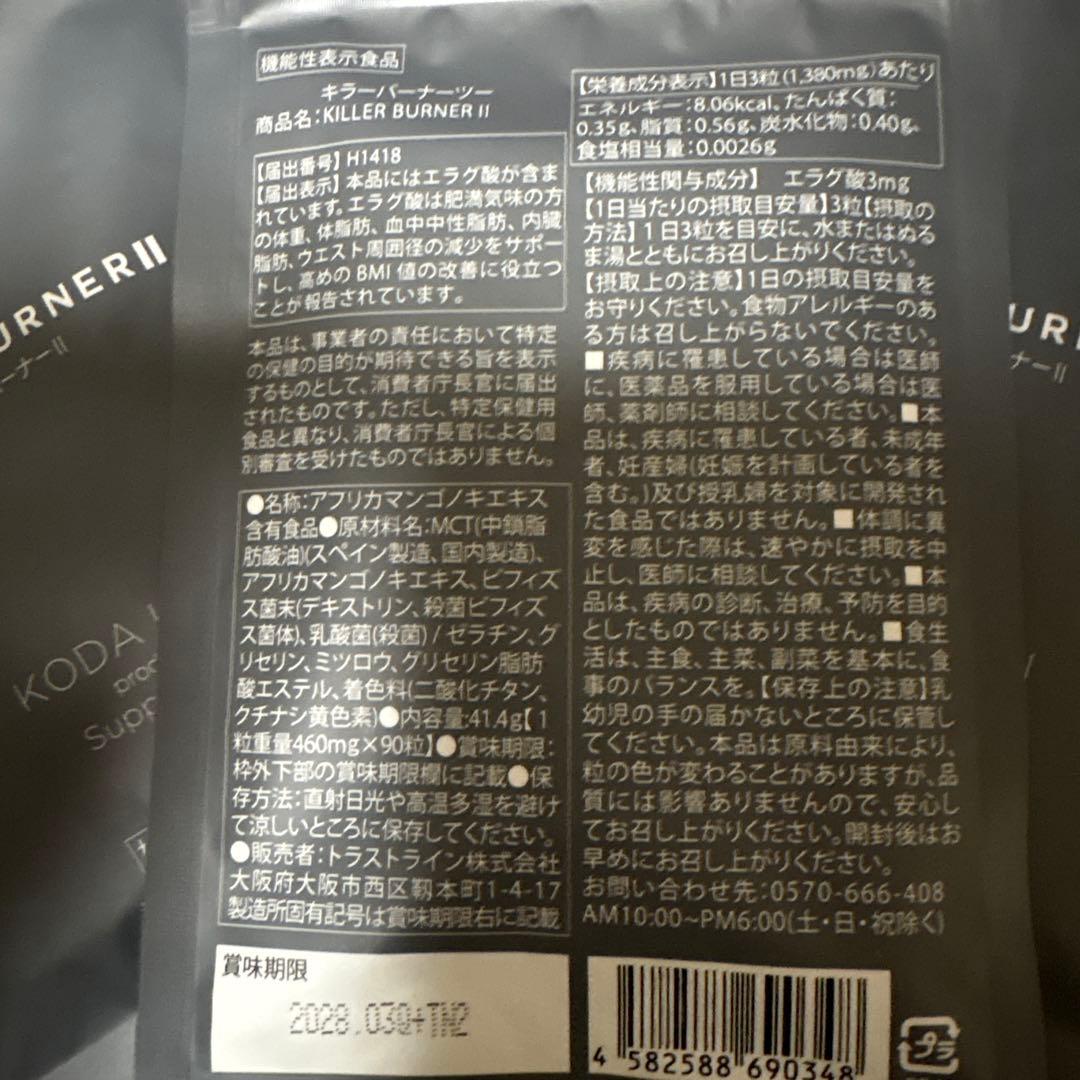 機能性表示食品
キラーバーナーツー
商品名:KILLER BURNER II
【届出番号】H1418
【届出表示】本品にはエラグ酸が含ま
れています。エラグ酸は肥満気味の方
の体重、体脂肪、血中中性脂肪、内臓
脂肪、ウエスト周囲径の減少をサポー
トし、高めのBMI値の改善に役立つ
ことが報告されています。
本品は、事業者の責任において特定
の保健の目的が期待できる旨を表示
するものとして、消費者庁長官に届出
されたものです。ただし、特定保健用
食品と異なり、消費者庁長官による個
別審査を受けたものではありません。
●名称:アフリカマンゴノキエキス
含有食品●原材料名:MCT(中鎖脂
肪酸油)(スペイン製造、国内製造)、
アフリカマンゴノキエキス、ビフィズ
ス菌末(デキストリン、殺菌ビフィズ
ス菌体)、乳酸菌(殺菌) / ゼラチン、グ
リセリン、ミツロウ、グリセリン脂肪
酸エステル、着色料(二酸化チタン、
クチナシ黄色素)●内容量:41.4g【1
粒重量460mg×90粒】●賞味期限:
枠外下部の賞味期限欄に記載●保
存方法:直射日光や高温多湿を避け
て涼しいところに保存してください。
●販売者:トラストライン株式会社
大阪府大阪市西区靱本町1-4-17
製造所固有記号は賞味期限右に記載
賞味期限
2028.03Q+TH2
【栄養成分表示】1日3粒(1,380mg)あたり
エネルギー:8.06kcal、たんぱく質:
0.35g、脂質:0.56g、炭水化物:0.40g、
食塩相当量:0.0026g
【機能性関与成分】 エラグ酸3mg
【1日当たりの摂取目安量】3粒【摂取の
方法】1日3粒を目安に、水またはぬる
ま湯とともにお召し上がりください。
【摂取上の注意】1日の摂取目安量を
お守りください。食物アレルギーのあ
る方は召し上がらないでください。
■疾病に罹患している場合は医師
に、医薬品を服用している場合は医
師、薬剤師に相談してください。■本
品は、疾病に罹患している者、未成年
者、妊産婦(妊娠を計画している者を
含む。)及び授乳婦を対象に開発され
た食品ではありません。■体調に異
変を感じた際は、速やかに摂取を中
止し、医師に相談してください。■本
品は、疾病の診断、治療、予防を目的
としたものではありません。■食生
活は、主食、主菜、副菜を基本に、食
事のバランスを。【保存上の注意】乳
幼児の手の届かないところに保管し
てください。本品は原料由来により、
粒の色が変わることがありますが、品
質には影響ありませんので、安心し
てお召し上がりください。開封後はお
早めにお召し上がりください。
お問い合わせ先:0570-666-408
AM10:00~PM6:00(土・日・祝除く)
4 582588 690348
プラ
URNER II
ーナーII
KODA
prod
Supp
UR
ナーII